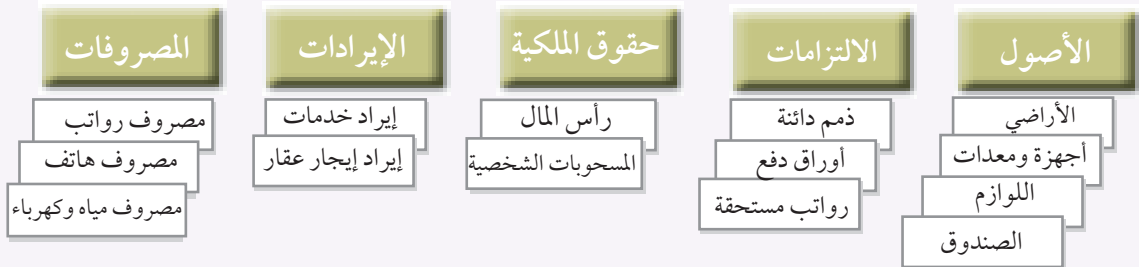 الأصول
الأراضي
أجهزة ومعدات
اللوازم
الصندوق
الالتزامات
ذمم دائنة
أوراق دفع
رواتب مستحقة
حقوق الملكية
رأس المال
المسحوبات الشخصية
الإيرادات
إيراد خدمات
إيراد إيجار عقار
المصروفات
مصروف رواتب
مصروف هاتف
مصروف مياه وكهرباء